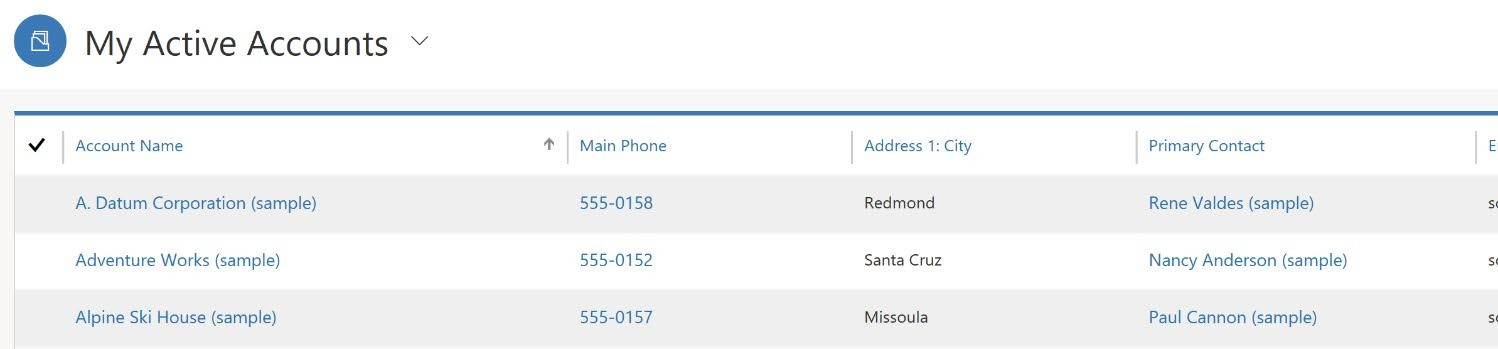 My Active Accounts
Account Name Main Phone Address 1: City Primary Contact E
A. Datum Corporation (sample) 555-0158 Redmond Rene Valdes (sample)
Adventure Works (sample) 555-0152 Santa Cruz Nancy Anderson (sample)
Alpine Ski House (sample) 555-0157 Missoula Paul Cannon (sample)